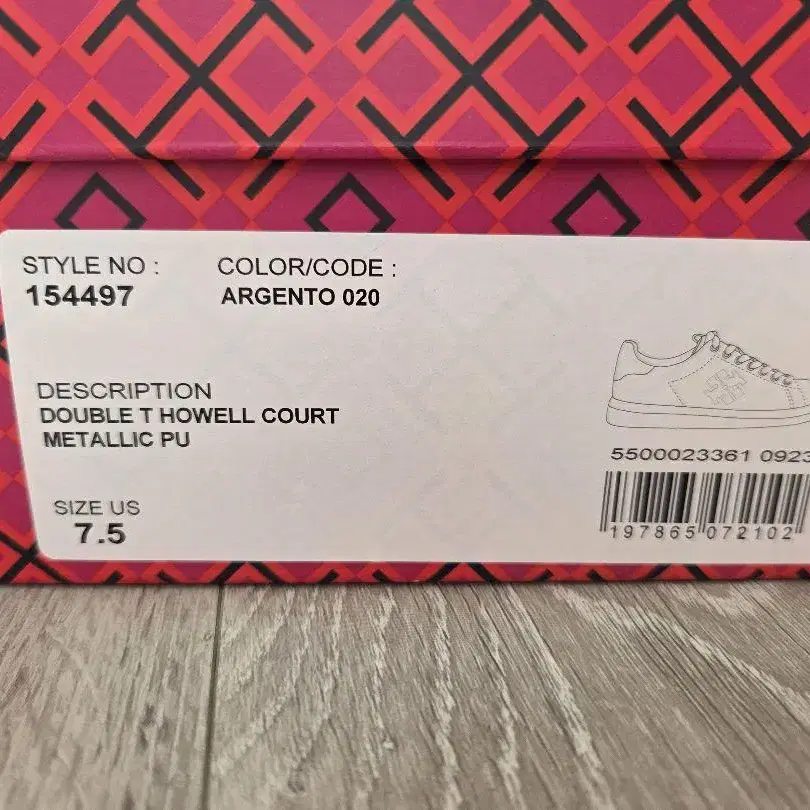 STYLE NO : COLOR/CODE :
154497 ARGENTO 020
DESCRIPTION
DOUBLE T HOWELL COURT
METALLIC PU
SIZE US
7.5
5500023361 0923
197865 072102